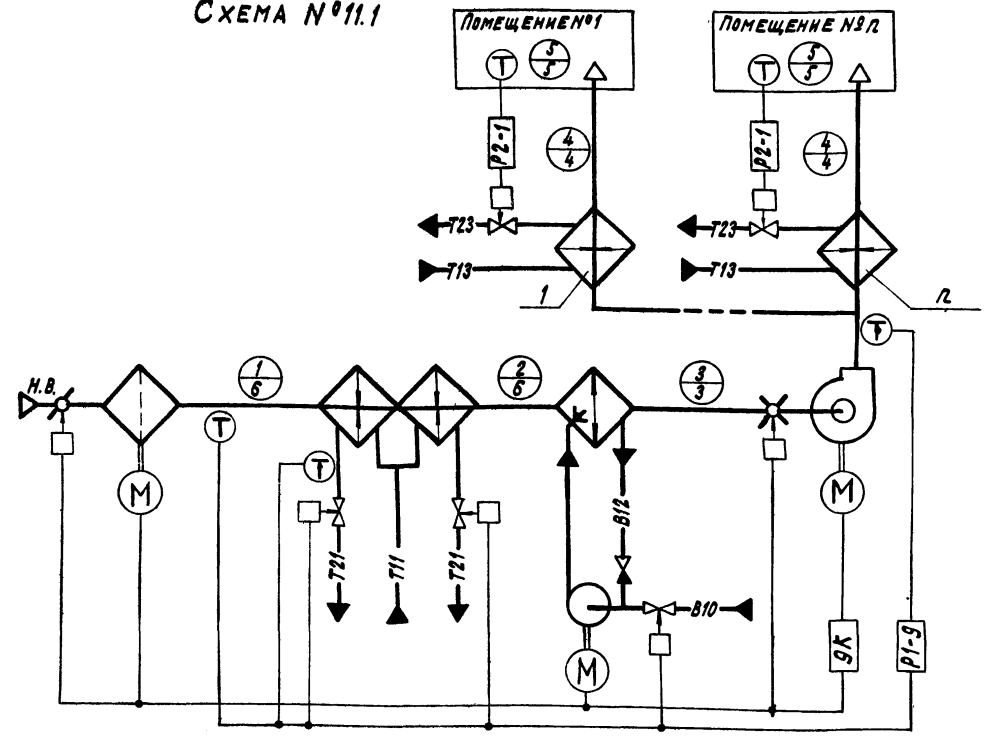 Схема №11.1
Помещение №1
Помещение №n
T
5
5
T
5
5
P2-1
4
4
P2-1
4
4
T23
T23
T13
T13
1
n
T
Н.В.
1
6
2
6
3
3
T
T
M
M
T21
T11
T21
B12
B10
M
9К
P1-9